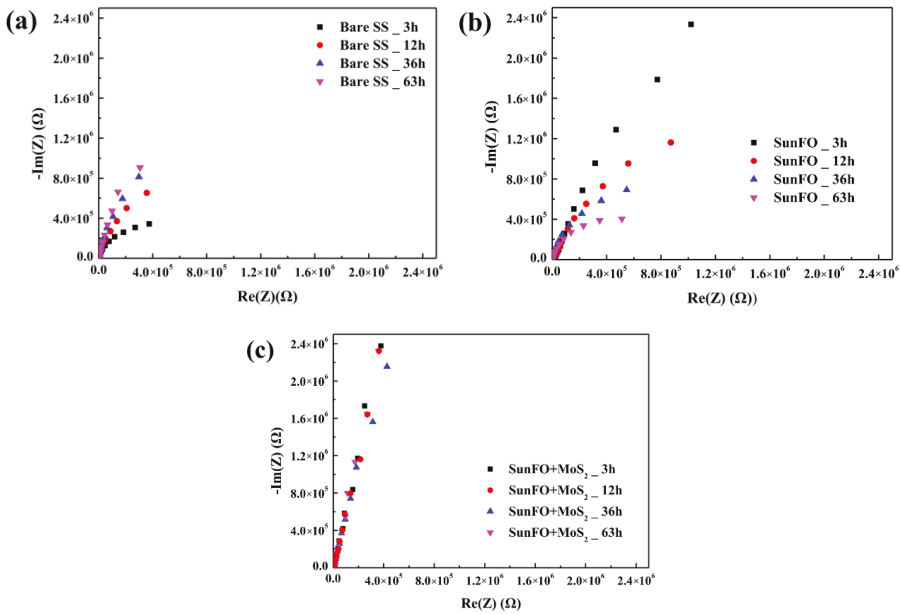 (a)
2.4×10⁶
2.0×10⁶
1.6×10⁶
1.2×10⁶
8.0×10⁵
4.0×10⁵
0.0
-Im(Z) (Ω)
Bare SS _ 3h
Bare SS _ 12h
Bare SS _ 36h
Bare SS _ 63h
0.0 4.0×10⁵ 8.0×10⁵ 1.2×10⁶ 1.6×10⁶ 2.0×10⁶ 2.4×10⁶
Re(Z)(Ω)
(b)
2.4×10⁶
2.0×10⁶
1.6×10⁶
1.2×10⁶
8.0×10⁵
4.0×10⁵
0.0
-Im(Z) (Ω)
SunFO _ 3h
SunFO _ 12h
SunFO _ 36h
SunFO _ 63h
0.0 4.0×10⁵ 8.0×10⁵ 1.2×10⁶ 1.6×10⁶ 2.0×10⁶ 2.4×10⁶
Re(Z) (Ω))
(c)
2.4×10⁶
2.0×10⁶
1.6×10⁶
1.2×10⁶
8.0×10⁵
4.0×10⁵
0.0
-Im(Z) (Ω)
SunFO+MoS₂ _ 3h
SunFO+MoS₂ _ 12h
SunFO+MoS₂ _ 36h
SunFO+MoS₂ _ 63h
0.0 4.0×10⁵ 8.0×10⁵ 1.2×10⁶ 1.6×10⁶ 2.0×10⁶ 2.4×10⁶
Re(Z) (Ω)